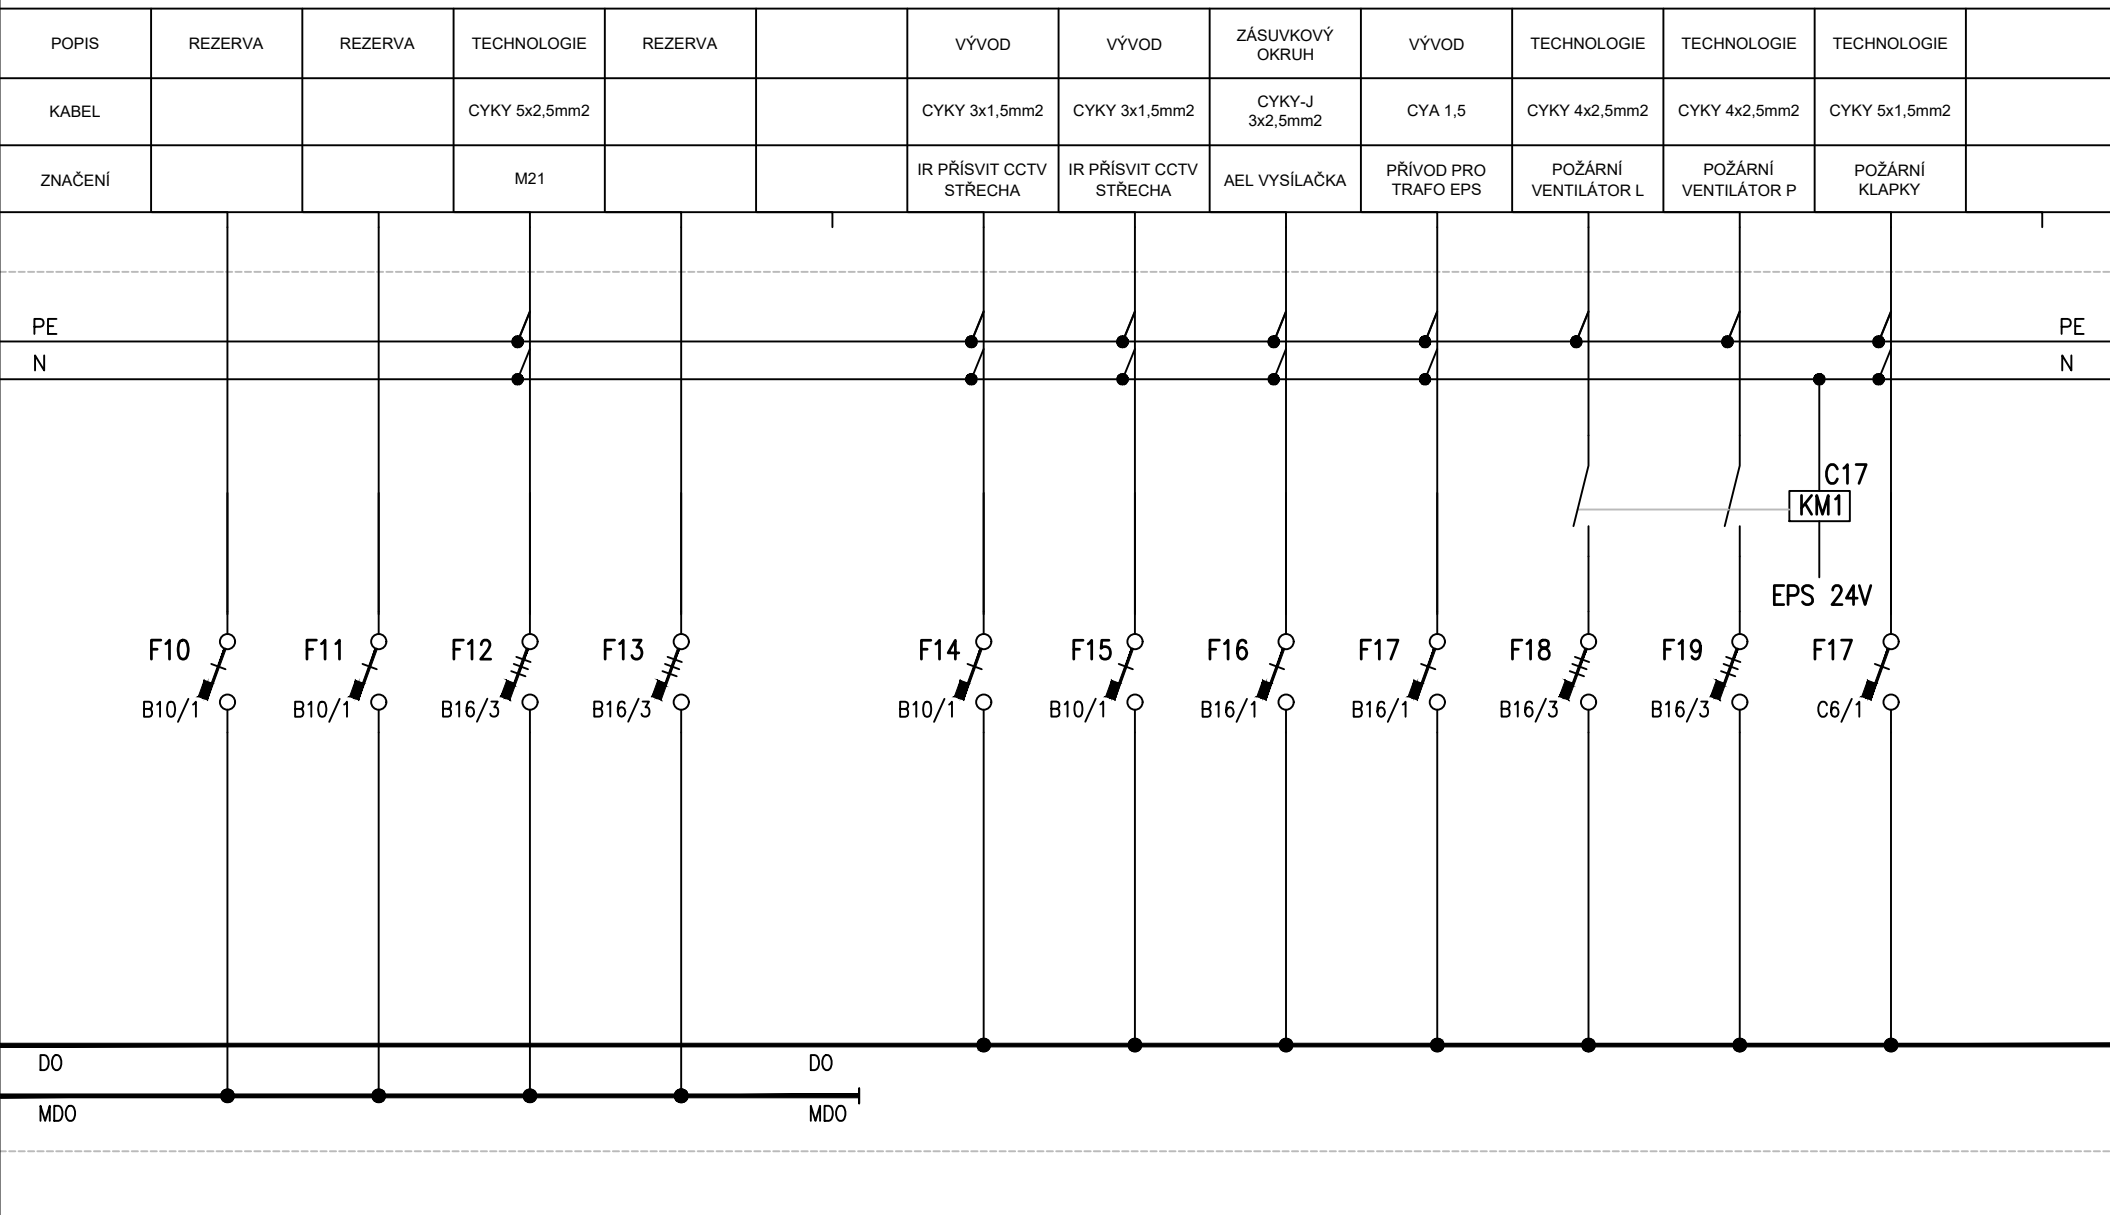 POPIS
REZERVA
REZERVA
TECHNOLOGIE
REZERVA
VÝVOD
VÝVOD
ZÁSUVKOVÝ
OKRUH
VÝVOD
TECHNOLOGIE
TECHNOLOGIE
TECHNOLOGIE
KABEL
CYKY 5x2,5mm2
CYKY 3x1,5mm2
CYKY 3x1,5mm2
CYKY-J
3x2,5mm2
CYA 1,5
CYKY 4x2,5mm2
CYKY 4x2,5mm2
CYKY 5x1,5mm2
ZNAČENÍ
M21
IR PŘÍSVIT CCTV
STŘECHA
IR PŘÍSVIT CCTV
STŘECHA
AEL VYSÍLAČKA
PŘÍVOD PRO
TRAFO EPS
POŽÁRNÍ
VENTILÁTOR L
POŽÁRNÍ
VENTILÁTOR P
POŽÁRNÍ
KLAPKY
PE
PE
N
N
C17
KM1
EPS 24V
F10
F11
F12
F13
F14
F15
F16
F17
F18
F19
F17
B10/1
B10/1
B16/3
B16/3
B10/1
B10/1
B16/1
B16/1
B16/3
B16/3
C6/1
DO
DO
MDO
MDO